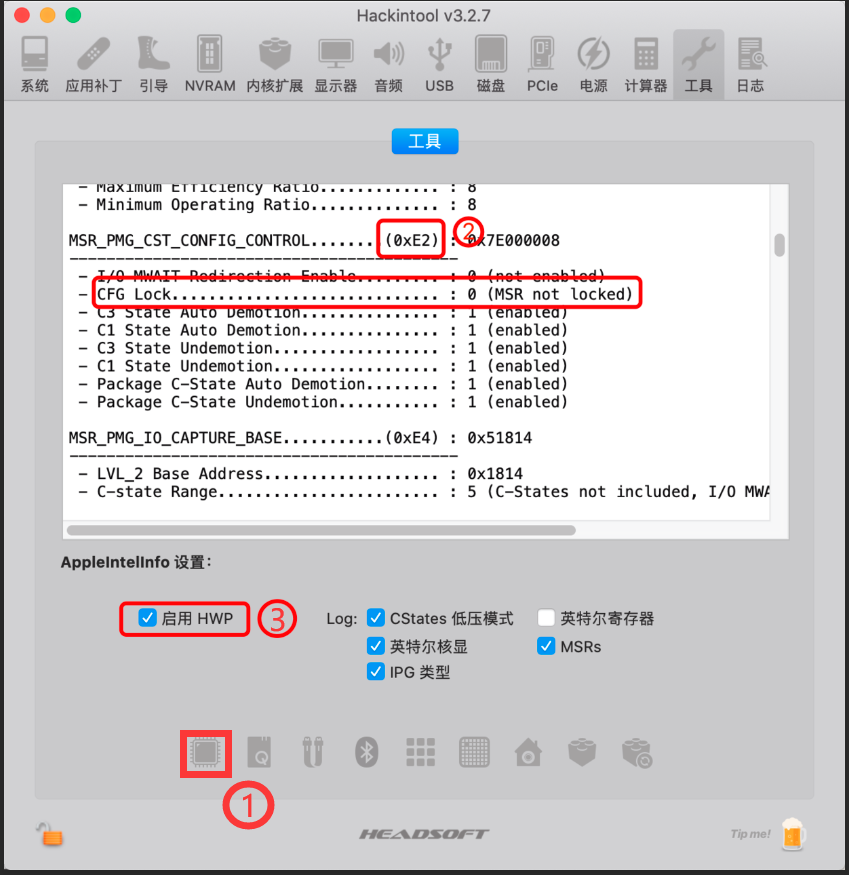 Hackintool v3.2.7
系统 应用补丁 引导 NVRAM 内核扩展 显示器 音频 USB 磁盘 PCIe 电源 计算器 工具 日志
工具
- Maximum Efficiency Ratio............. : 8
- Minimum Operating Ratio.............. : 8
MSR_PMG_CST_CONFIG_CONTROL.......(0xE2) : 0x7E000008
②
------------------------------------------
- I/O MWAIT Redirection Enable......... : 0 (not enabled)
- CFG Lock............................. : 0 (MSR not locked)
- C3 State Auto Demotion............... : 1 (enabled)
- C1 State Auto Demotion............... : 1 (enabled)
- C3 State Undemotion.................. : 1 (enabled)
- C1 State Undemotion.................. : 1 (enabled)
- Package C-State Auto Demotion........ : 1 (enabled)
- Package C-State Undemotion........... : 1 (enabled)
MSR_PMG_IO_CAPTURE_BASE...........(0xE4) : 0x51814
------------------------------------------
- LVL_2 Base Address................... : 0x1814
- C-state Range........................ : 5 (C-States not included, I/O MWA
AppleIntelInfo 设置：
启用 HWP ③ Log: CStates 低压模式 英特尔寄存器
英特尔核显 MSRs
IPG 类型
①
HEADSOFT Tip me!